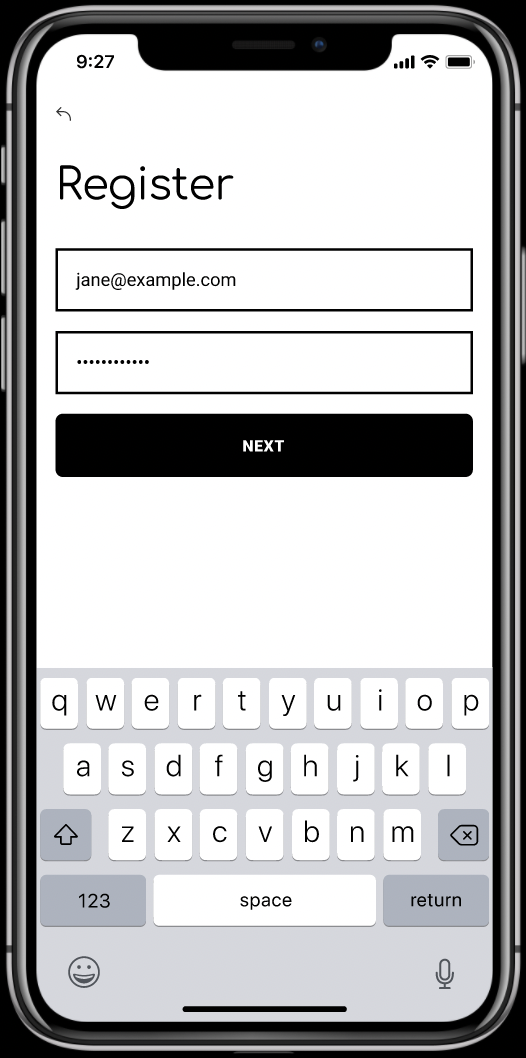 9:27
Register
jane@example.com
••••••••••••
NEXT
q w e r t y u i o p
a s d f g h j k l
z x c v b n m
123 space return